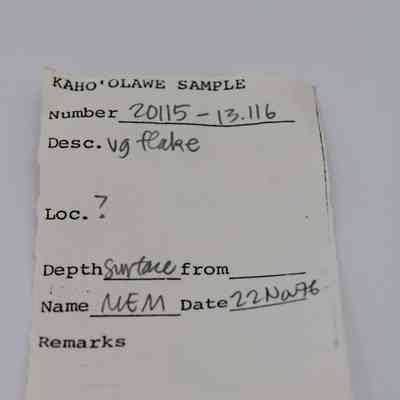 KAHO'OLAWE SAMPLE
Number 20115-13.116
Desc. vg flake
Loc. ?
Depth Surface from
Name MEM Date 22 Nov 76
Remarks